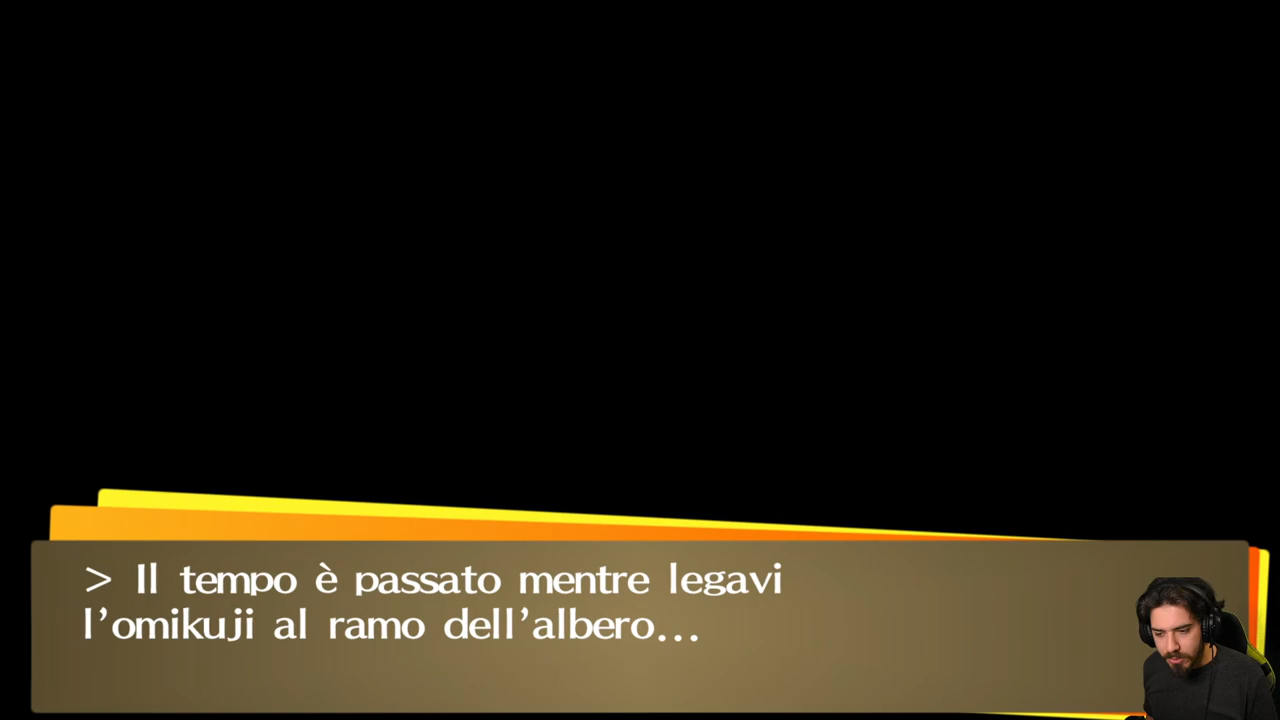 > Il tempo è passato mentre legavi
l’omikuji al ramo dell’albero...